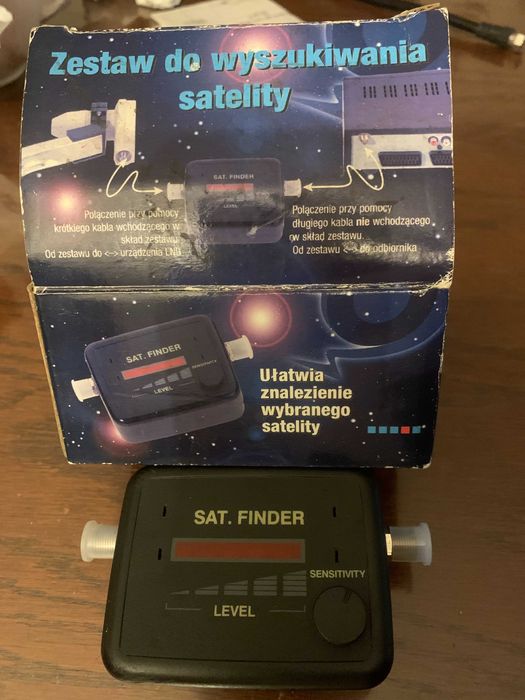 Zestaw do wyszukiwania
satelity
SAT. FINDER
LEVEL
Połączenie przy pomocy
krótkiego kabla wchodzącego w
skład zestawu.
Od zestawu do <--> urządzenia LNB
Połączenie przy pomocy
długiego kabla nie wchodzącego
w skład zestawu.
Od zestawu <--> do odbiornika
SAT. FINDER
SENSITIVITY
LEVEL
Ułatwia
znalezienie
wybranego
satelity
SAT. FINDER
SENSITIVITY
LEVEL